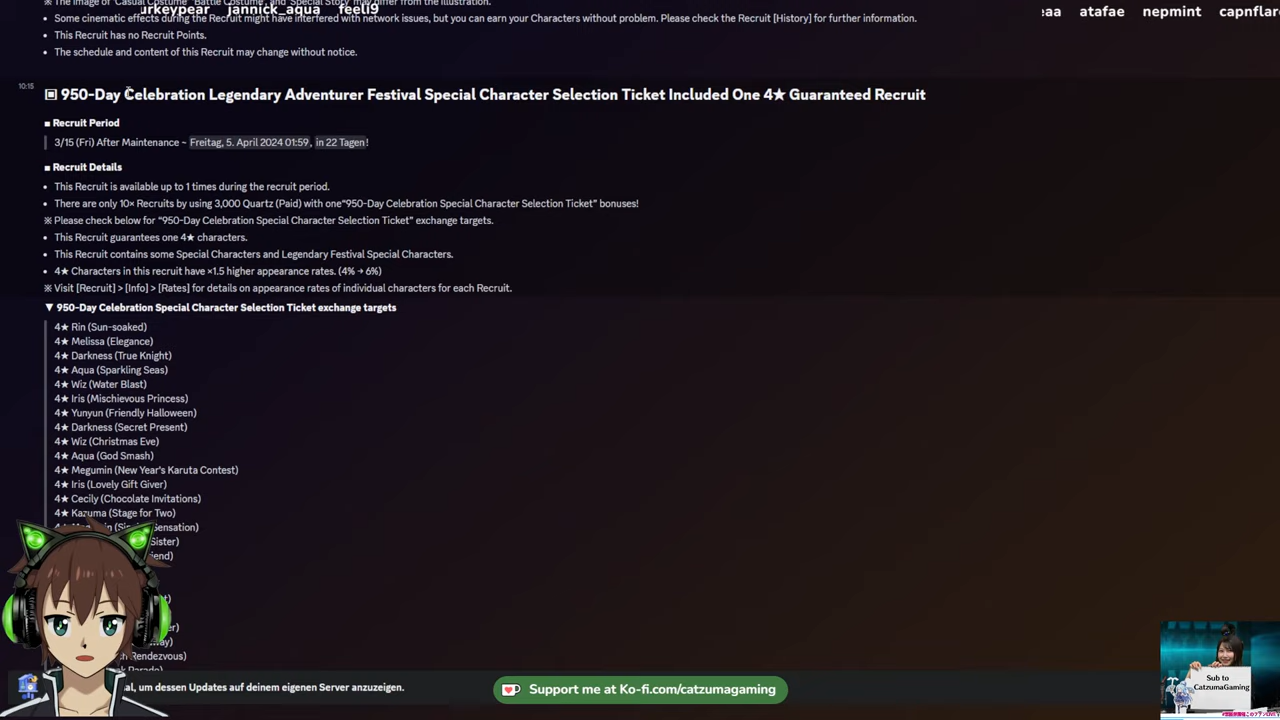 jannick_aqua feel19
eaa atafae nepmint capnflar
• Some cinematic effects during the Recruit might have interfered with network issues, but you can earn your Characters without problem. Please check the Recruit [History] for further information.
• This Recruit has no Recruit Points.
• The schedule and content of this Recruit may change without notice.
10:15
▣ 950-Day Celebration Legendary Adventurer Festival Special Character Selection Ticket Included One 4★ Guaranteed Recruit
■ Recruit Period
3/15 (Fri) After Maintenance ~ Freitag, 5. April 2024 01:59, in 22 Tagen!
■ Recruit Details
• This Recruit is available up to 1 times during the recruit period.
• There are only 10× Recruits by using 3,000 Quartz (Paid) with one“950-Day Celebration Special Character Selection Ticket” bonuses!
※ Please check below for “950-Day Celebration Special Character Selection Ticket” exchange targets.
• This Recruit guarantees one 4★ characters.
• This Recruit contains some Special Characters and Legendary Festival Special Characters.
• 4★ Characters in this recruit have ×1.5 higher appearance rates. (4% → 6%)
※ Visit [Recruit] > [Info] > [Rates] for details on appearance rates of individual characters for each Recruit.
▼ 950-Day Celebration Special Character Selection Ticket exchange targets
4★ Rin (Sun-soaked)
4★ Melissa (Elegance)
4★ Darkness (True Knight)
4★ Aqua (Sparkling Seas)
4★ Wiz (Water Blast)
4★ Iris (Mischievous Princess)
4★ Yunyun (Friendly Halloween)
4★ Darkness (Secret Present)
4★ Wiz (Christmas Eve)
4★ Aqua (God Smash)
4★ Megumin (New Year's Karuta Contest)
4★ Iris (Lovely Gift Giver)
4★ Cecily (Chocolate Invitations)
4★ Kazuma (Stage for Two)
Sensation)
Sister)
Rendezvous)
um dessen Updates auf deinem eigenen Server anzuzeigen.
Support me at Ko-fi.com/catzumagaming
Sub to
CatzumaGaming